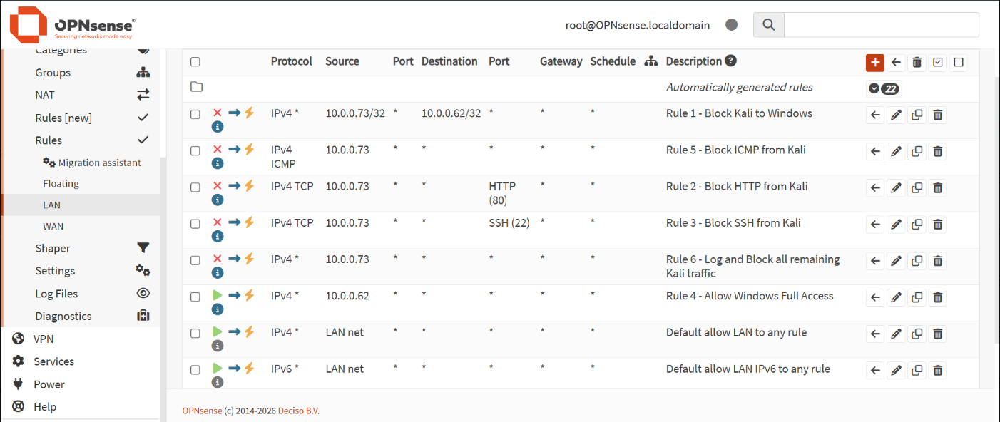 OPNsense®
Securing networks made easy
root@OPNsense.localdomain
Categories
Groups
NAT
Rules [new]
Rules
Migration assistant
Floating
LAN
WAN
Shaper
Settings
Log Files
Diagnostics
VPN
Services
Power
Help
Protocol Source Port Destination Port Gateway Schedule Description
Automatically generated rules 22
IPv4 * 10.0.0.73/32 * 10.0.0.62/32 * * * Rule 1 - Block Kali to Windows
IPv4 10.0.0.73 * * * * * Rule 5 - Block ICMP from Kali
ICMP
IPv4 TCP 10.0.0.73 * * HTTP * * Rule 2 - Block HTTP from Kali
(80)
IPv4 TCP 10.0.0.73 * * SSH (22) * * Rule 3 - Block SSH from Kali
IPv4 * 10.0.0.73 * * * * * Rule 6 - Log and Block all remaining
Kali traffic
IPv4 * 10.0.0.62 * * * * * Rule 4 - Allow Windows Full Access
IPv4 * LAN net * * * * * Default allow LAN to any rule
IPv6 * LAN net * * * * * Default allow LAN IPv6 to any rule
OPNsense (c) 2014-2026 Deciso B.V.